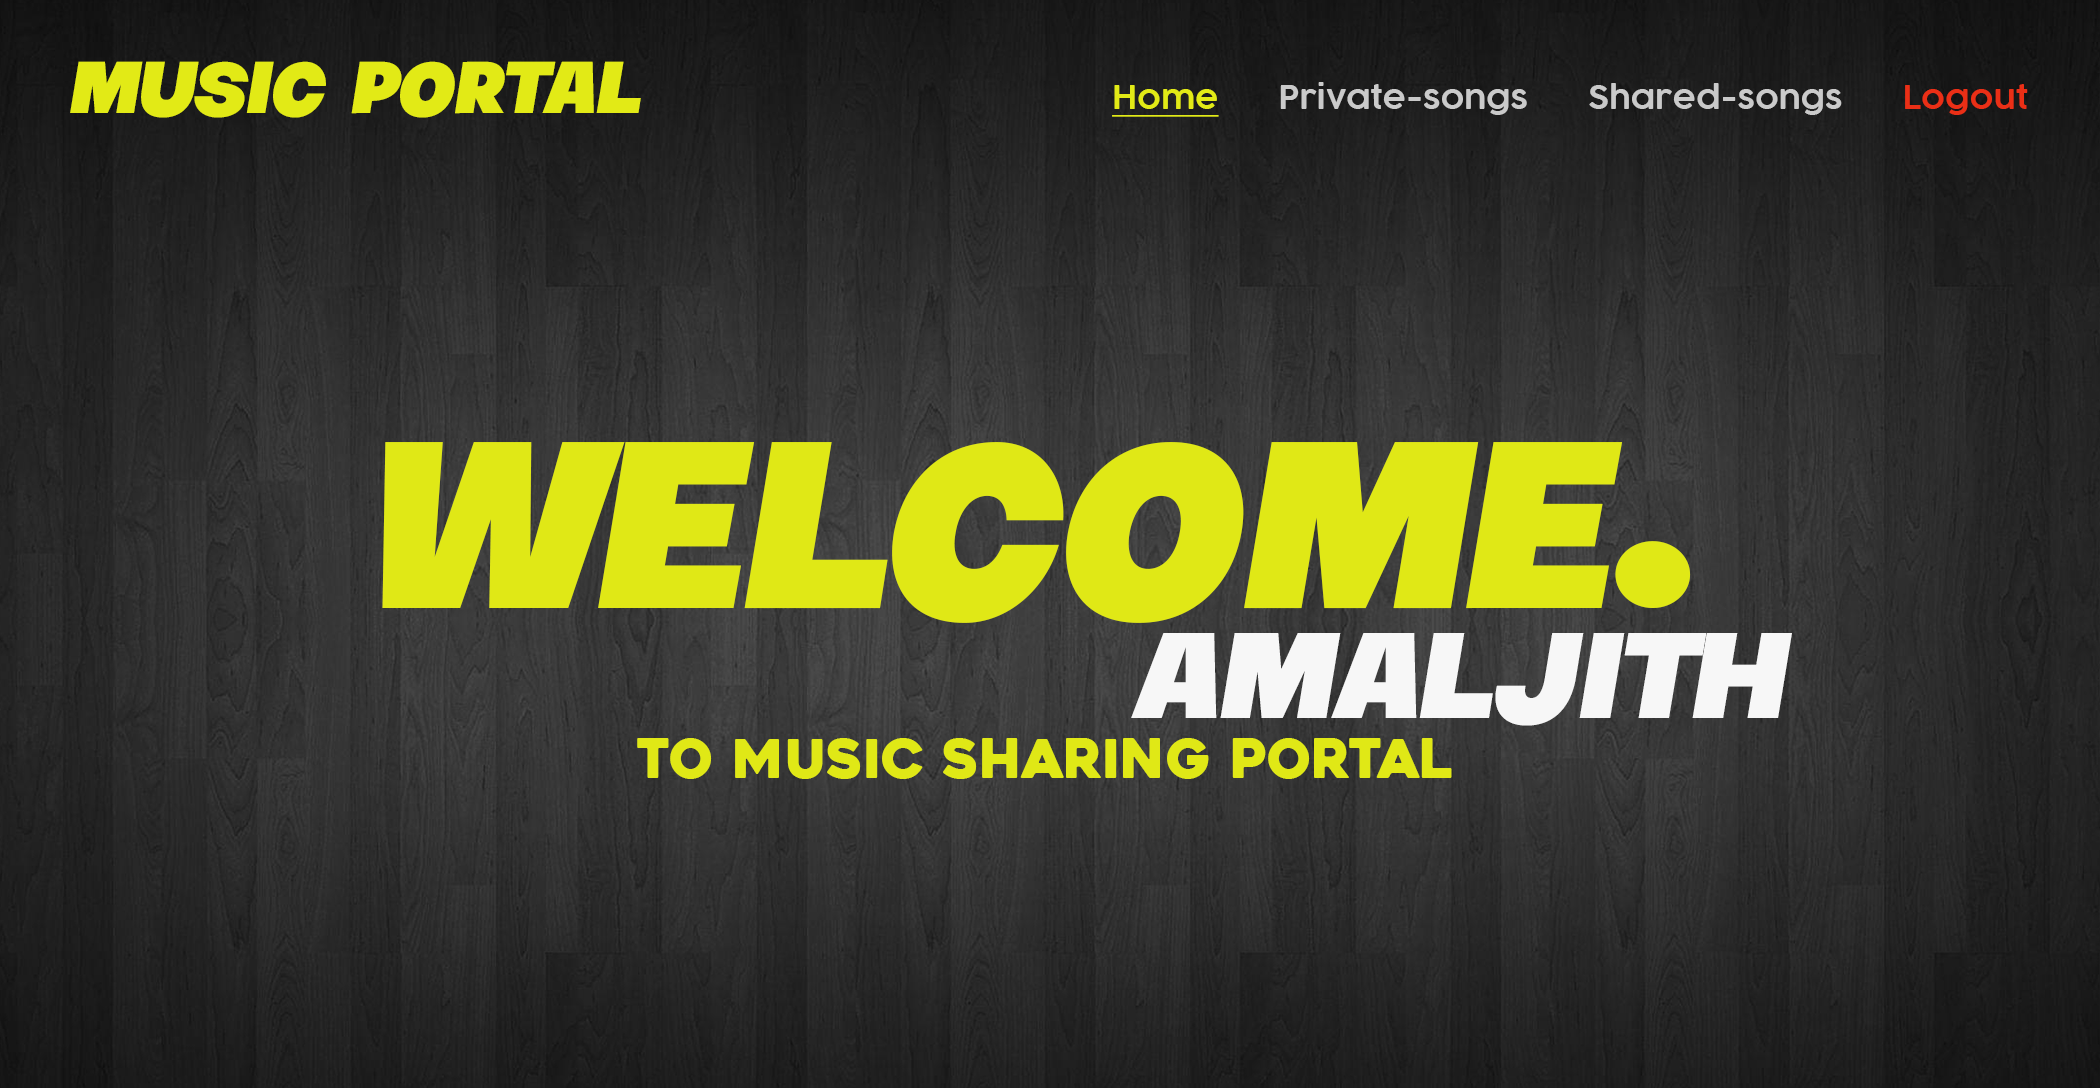 MUSIC PORTAL
Home Private-songs Shared-songs Logout
WELCOME.
AMALJITH
TO MUSIC SHARING PORTAL